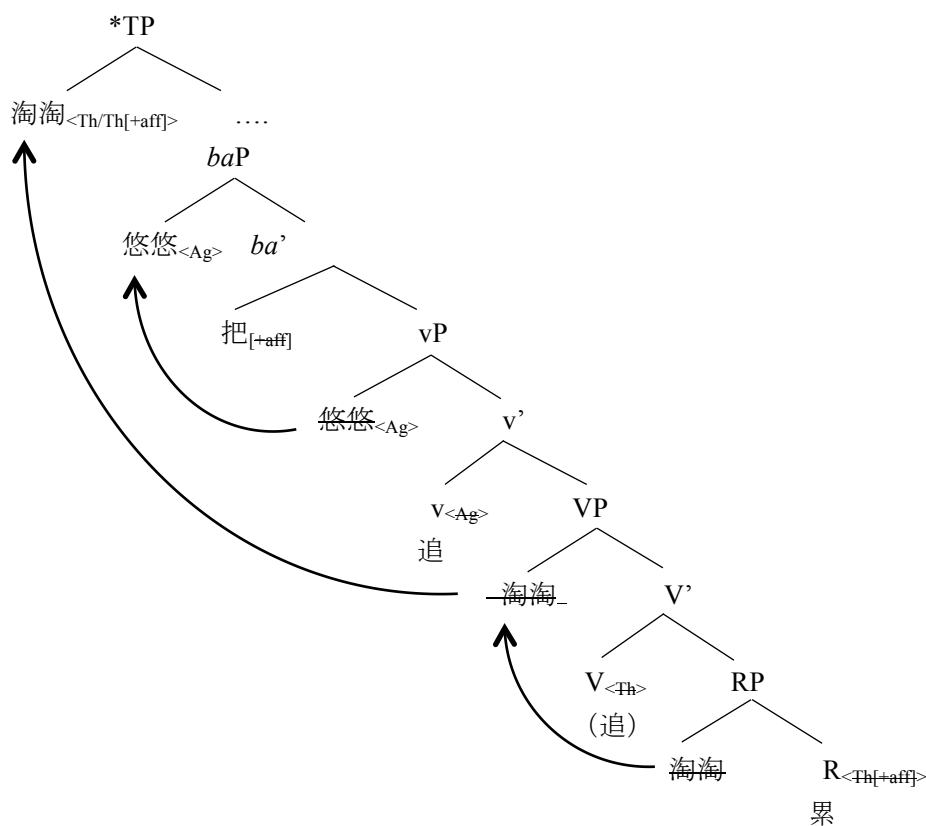 *TP
淘淘<Th/Th[+aff]> ….
baP
悠悠<Ag> ba’
把[+aff] vP
悠悠<Ag> v’
v<Ag> VP
追
淘淘 V’
V<Th> RP
（追）
淘淘 R<Th[+aff]>
累